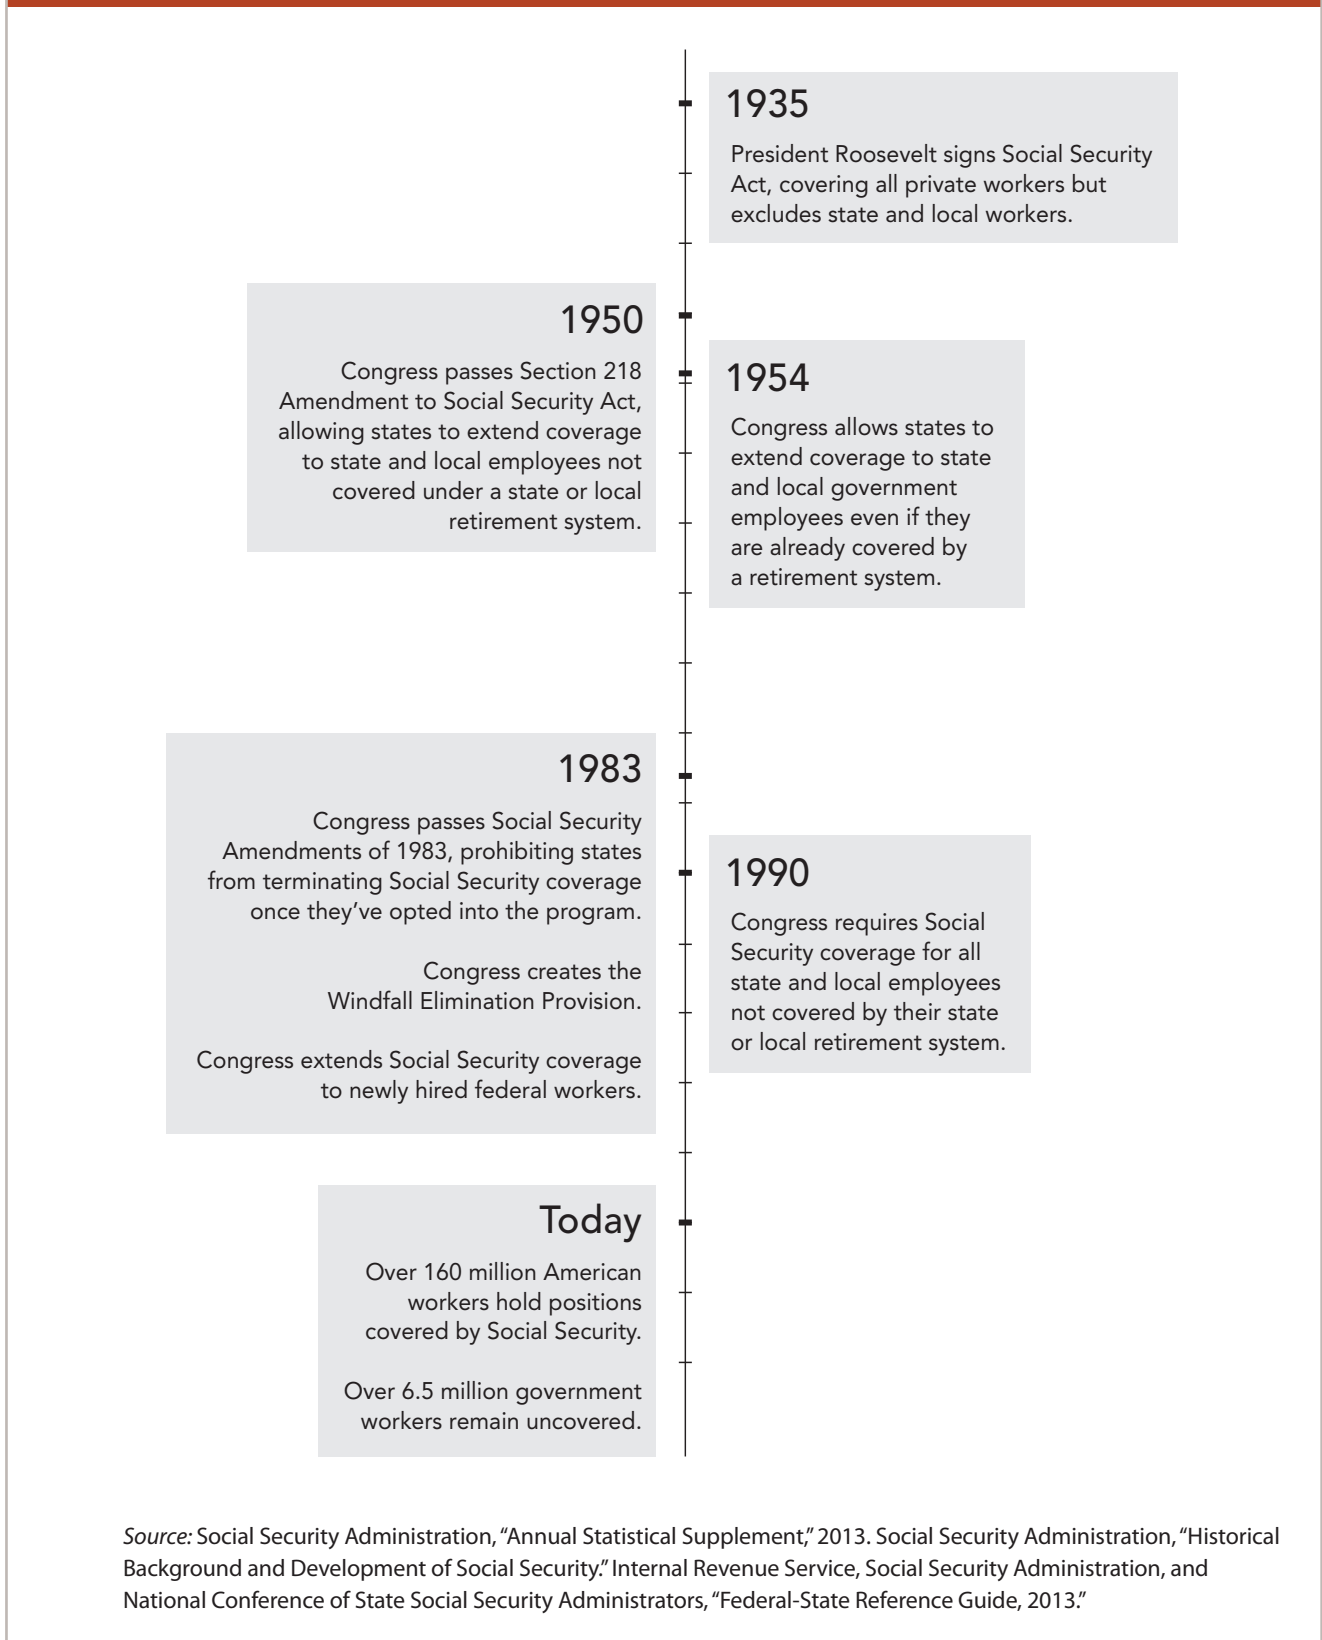 1935
President Roosevelt signs Social Security
Act, covering all private workers but
excludes state and local workers.
1950
Congress passes Section 218
Amendment to Social Security Act,
allowing states to extend coverage
to state and local employees not
covered under a state or local
retirement system.
1954
Congress allows states to
extend coverage to state
and local government
employees even if they
are already covered by
a retirement system.
1983
Congress passes Social Security
Amendments of 1983, prohibiting states
from terminating Social Security coverage
once they’ve opted into the program.
Congress creates the
Windfall Elimination Provision.
Congress extends Social Security coverage
to newly hired federal workers.
1990
Congress requires Social
Security coverage for all
state and local employees
not covered by their state
or local retirement system.
Today
Over 160 million American
workers hold positions
covered by Social Security.
Over 6.5 million government
workers remain uncovered.
Source: Social Security Administration, “Annual Statistical Supplement,” 2013. Social Security Administration, “Historical
Background and Development of Social Security.” Internal Revenue Service, Social Security Administration, and
National Conference of State Social Security Administrators, “Federal-State Reference Guide, 2013.”